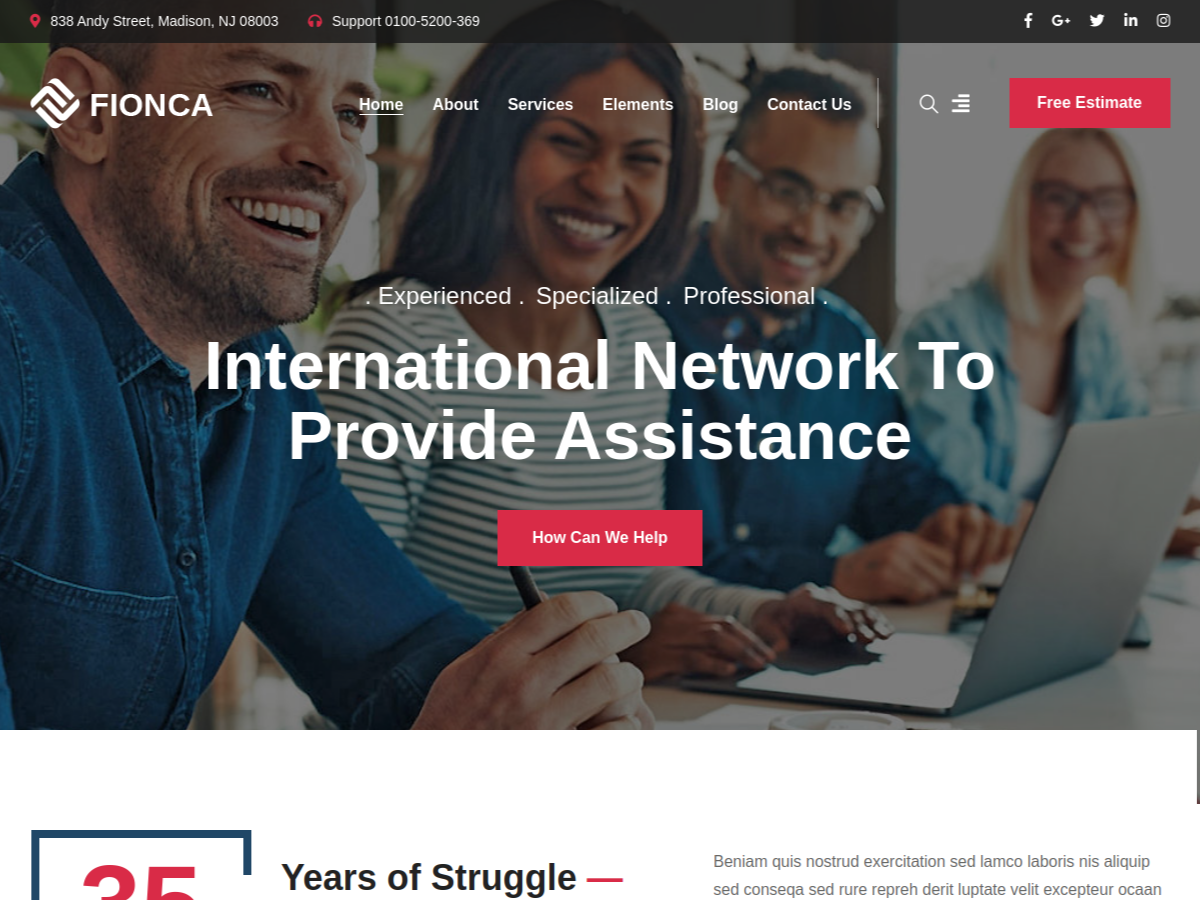 838 Andy Street, Madison, NJ 08003
Support 0100-5200-369
FIONCA
Home
About
Services
Elements
Blog
Contact Us
Free Estimate
. Experienced . Specialized . Professional .
International Network To
Provide Assistance
How Can We Help
35
Years of Struggle —
Beniam quis nostrud exercitation sed lamco laboris nis aliquip
sed conseqa sed rure repreh derit luptate velit excepteur ocaan